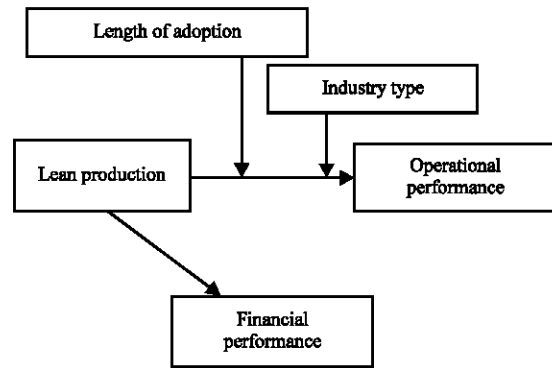 Length of adoption
Industry type
Lean production
Operational
performance
Financial
performance